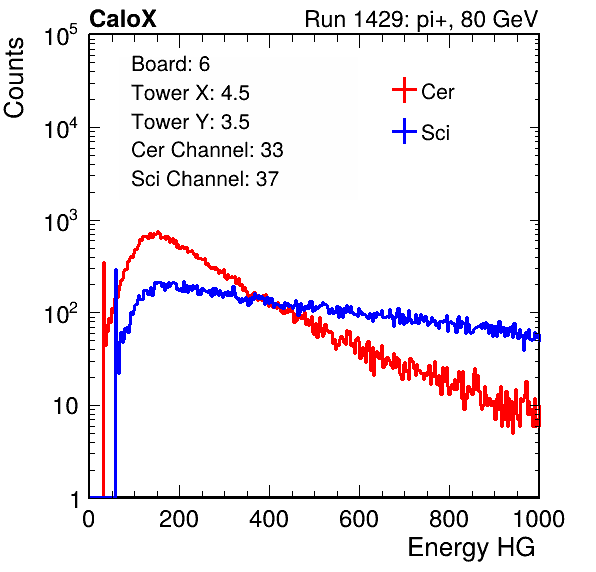 CaloX Run 1429: pi+, 80 GeV
Counts
Board: 6
Tower X: 4.5
Tower Y: 3.5
Cer Channel: 33
Sci Channel: 37
Cer
Sci
10^5
10^4
10^3
10^2
10
1
0 200 400 600 800 1000
Energy HG